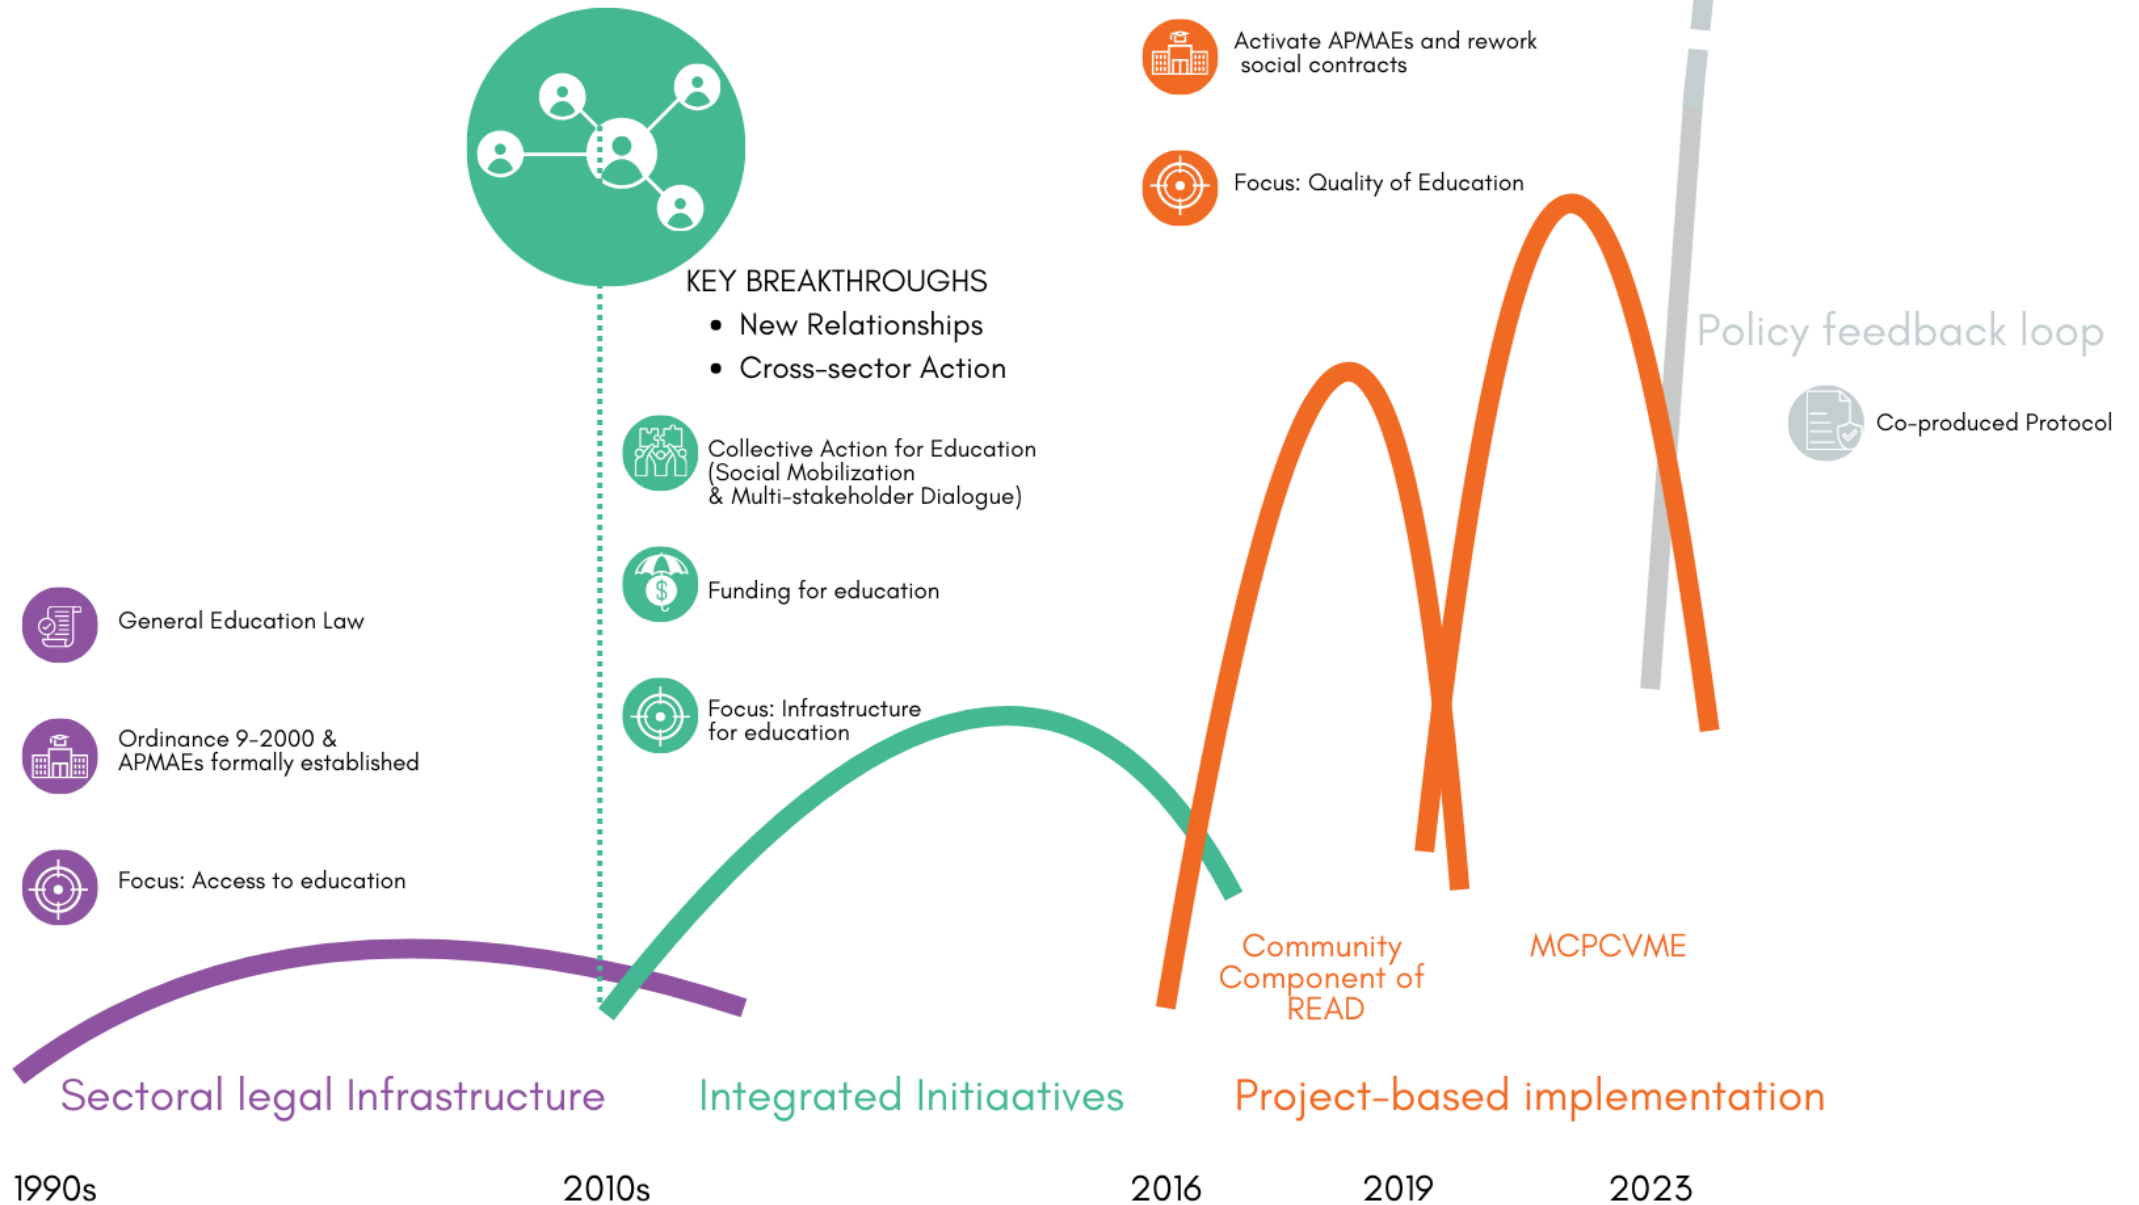 Activate APMAEs and rework
social contracts
Focus: Quality of Education
KEY BREAKTHROUGHS
• New Relationships
• Cross-sector Action
Policy feedback loop
Co-produced Protocol
Collective Action for Education
(Social Mobilization
& Multi-stakeholder Dialogue)
Funding for education
Focus: Infrastructure
for education
General Education Law
Ordinance 9-2000 &
APMAEs formally established
Focus: Access to education
Community
Component of
READ
MCPCVME
Sectoral legal Infrastructure
Integrated Initiaatives
Project-based implementation
1990s
2010s
2016
2019
2023